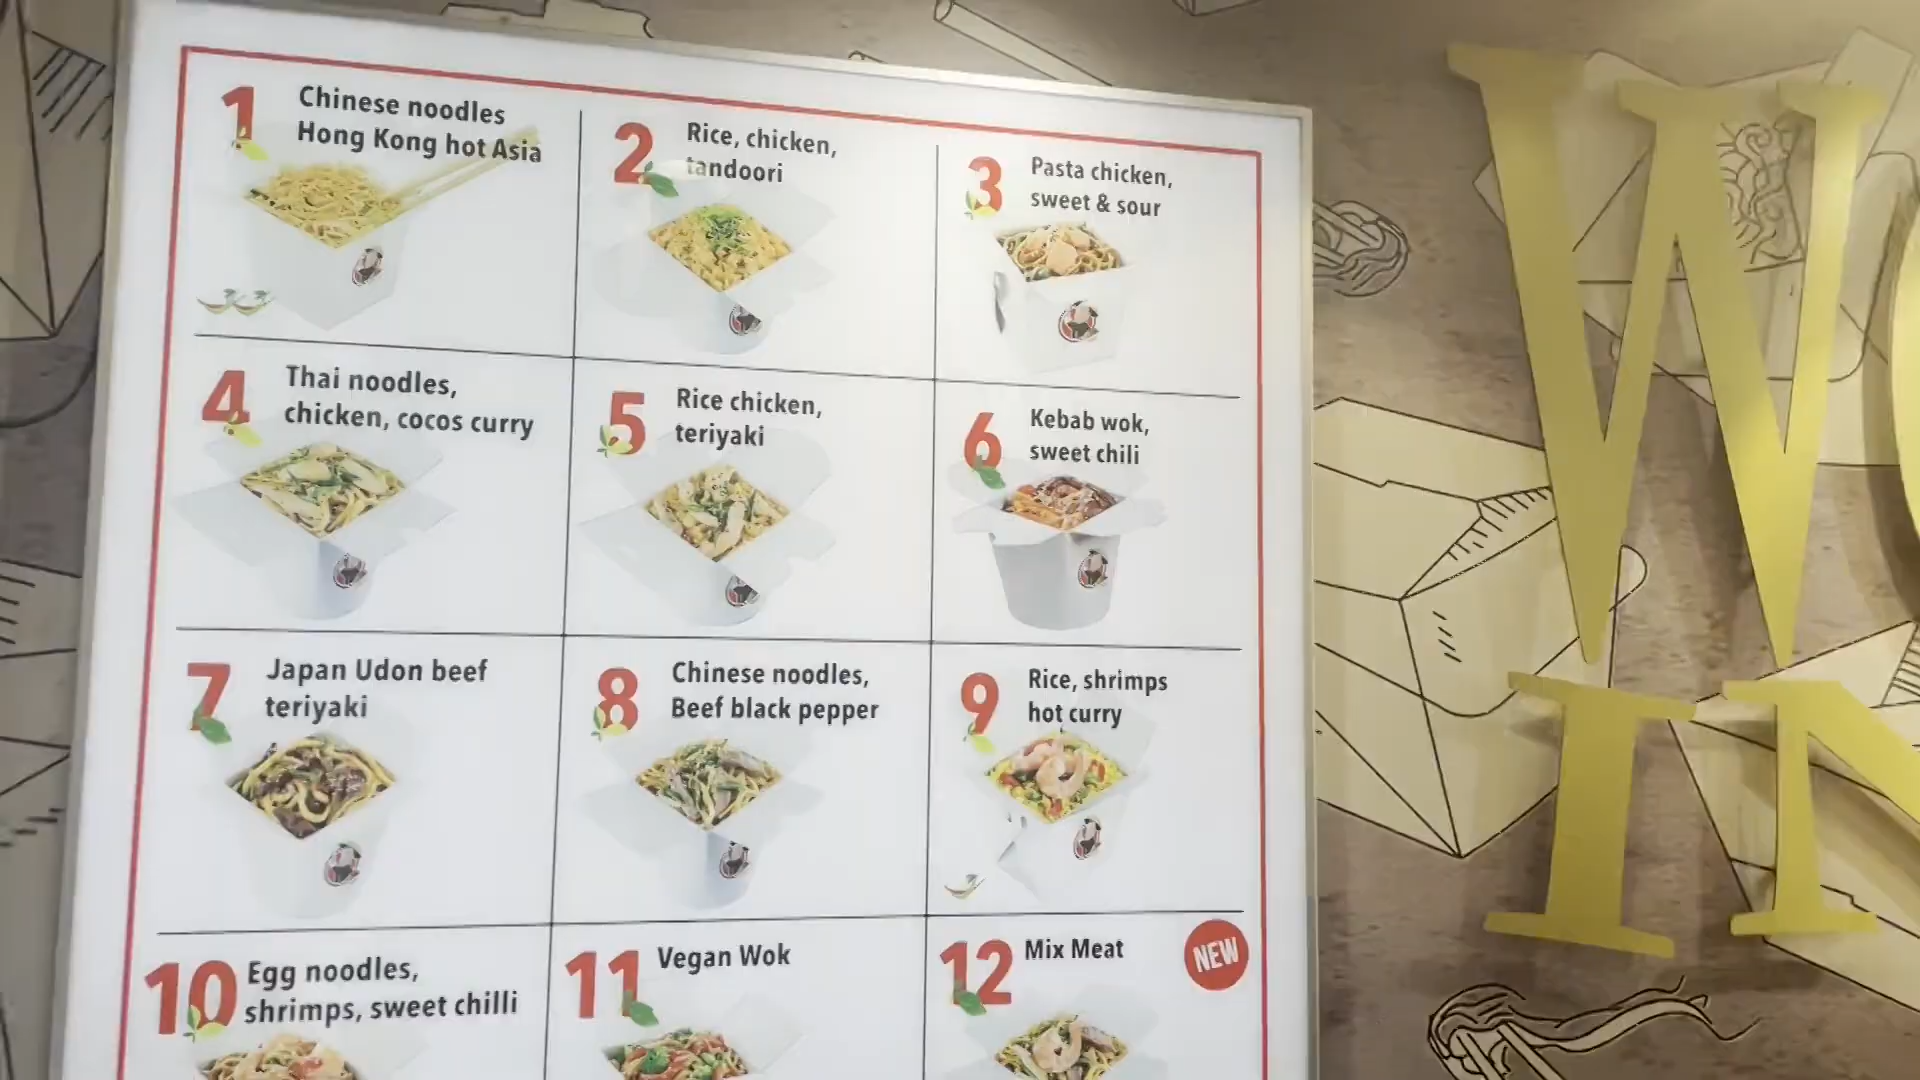 1
Chinese noodles
Hong Kong hot Asia
2
Rice, chicken,
tandoori
3
Pasta chicken,
sweet & sour
4
Thai noodles,
chicken, cocos curry
5
Rice chicken,
teriyaki
6
Kebab wok,
sweet chili
7
Japan Udon beef
teriyaki
8
Chinese noodles,
Beef black pepper
9
Rice, shrimps
hot curry
10
Egg noodles,
shrimps, sweet chilli
11
Vegan Wok
12
Mix Meat
NEW
W
IN